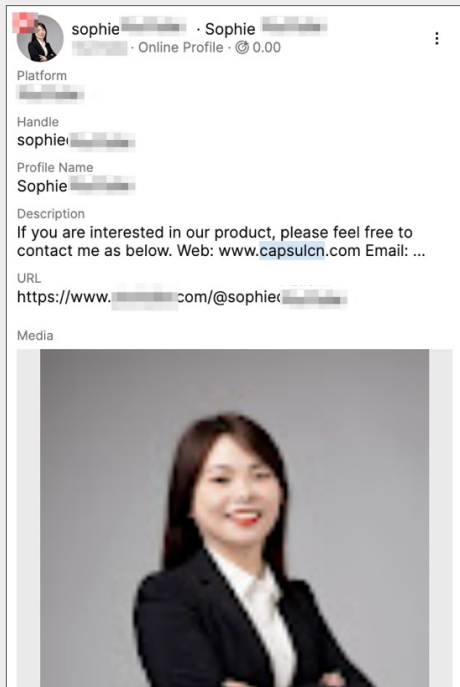 sophie · Sophie
· Online Profile · 0.00
Platform
Handle
sophie
Profile Name
Sophie
Description
If you are interested in our product, please feel free to
contact me as below. Web: www.capsulcn.com Email: ...
URL
https://www. com/@sophie
Media